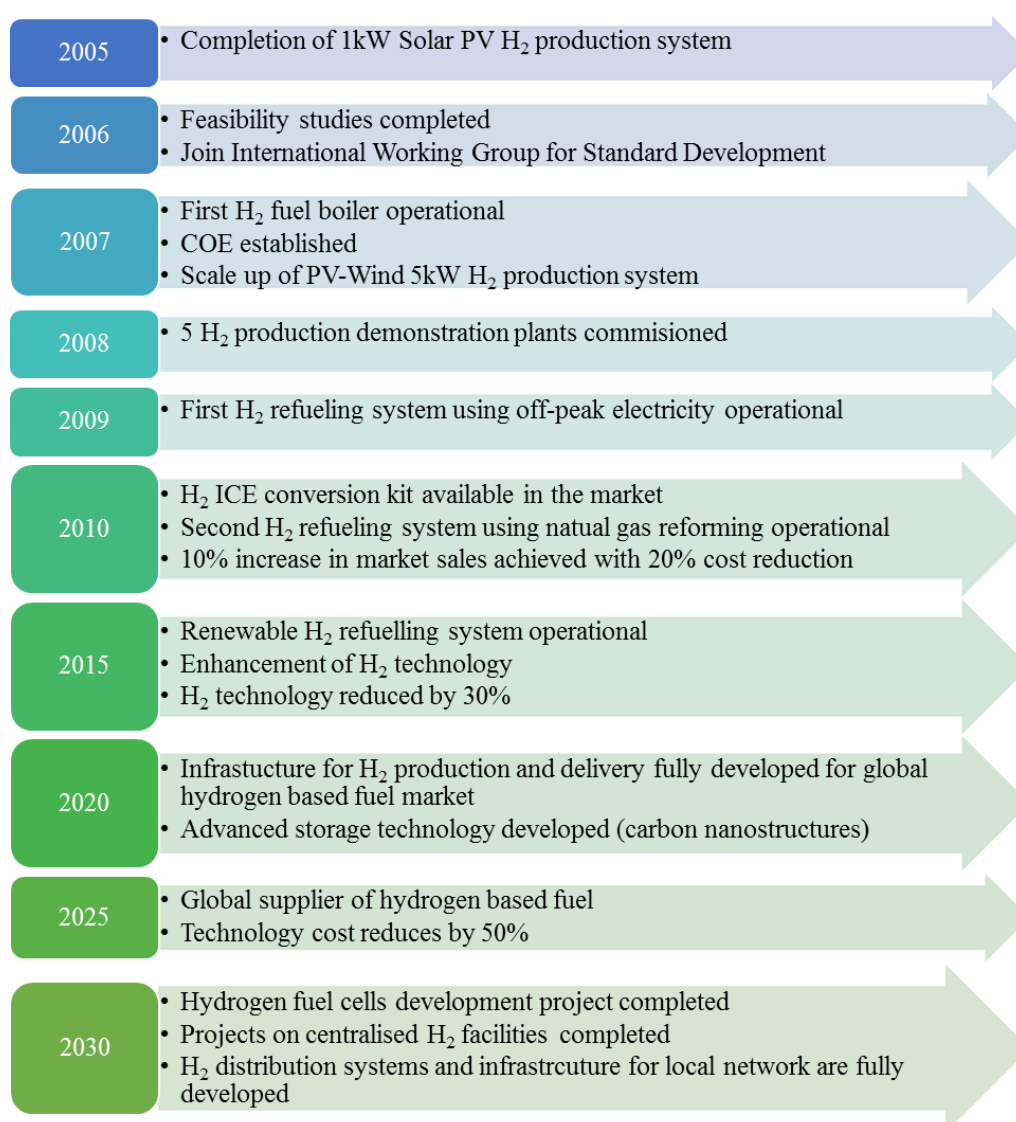 2005
• Completion of 1kW Solar PV H₂ production system
2006
• Feasibility studies completed
• Join International Working Group for Standard Development
2007
• First H₂ fuel boiler operational
• COE established
• Scale up of PV-Wind 5kW H₂ production system
2008
• 5 H₂ production demonstration plants commisioned
2009
• First H₂ refueling system using off-peak electricity operational
2010
• H₂ ICE conversion kit available in the market
• Second H₂ refueling system using natual gas reforming operational
• 10% increase in market sales achieved with 20% cost reduction
2015
• Renewable H₂ refuelling system operational
• Enhancement of H₂ technology
• H₂ technology reduced by 30%
2020
• Infrastucture for H₂ production and delivery fully developed for global
hydrogen based fuel market
• Advanced storage technology developed (carbon nanostructures)
2025
• Global supplier of hydrogen based fuel
• Technology cost reduces by 50%
2030
• Hydrogen fuel cells development project completed
• Projects on centralised H₂ facilities completed
• H₂ distribution systems and infrastrcuture for local network are fully
developed